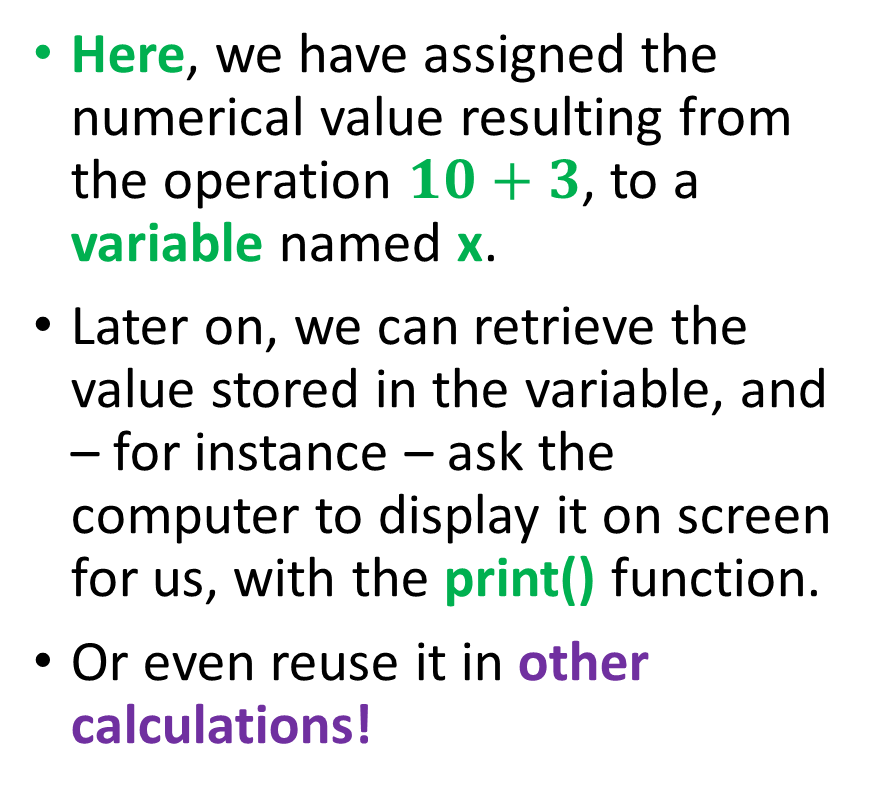 • Here, we have assigned the
numerical value resulting from
the operation 10 + 3, to a
variable named x.
• Later on, we can retrieve the
value stored in the variable, and
– for instance – ask the
computer to display it on screen
for us, with the print() function.
• Or even reuse it in other
calculations!